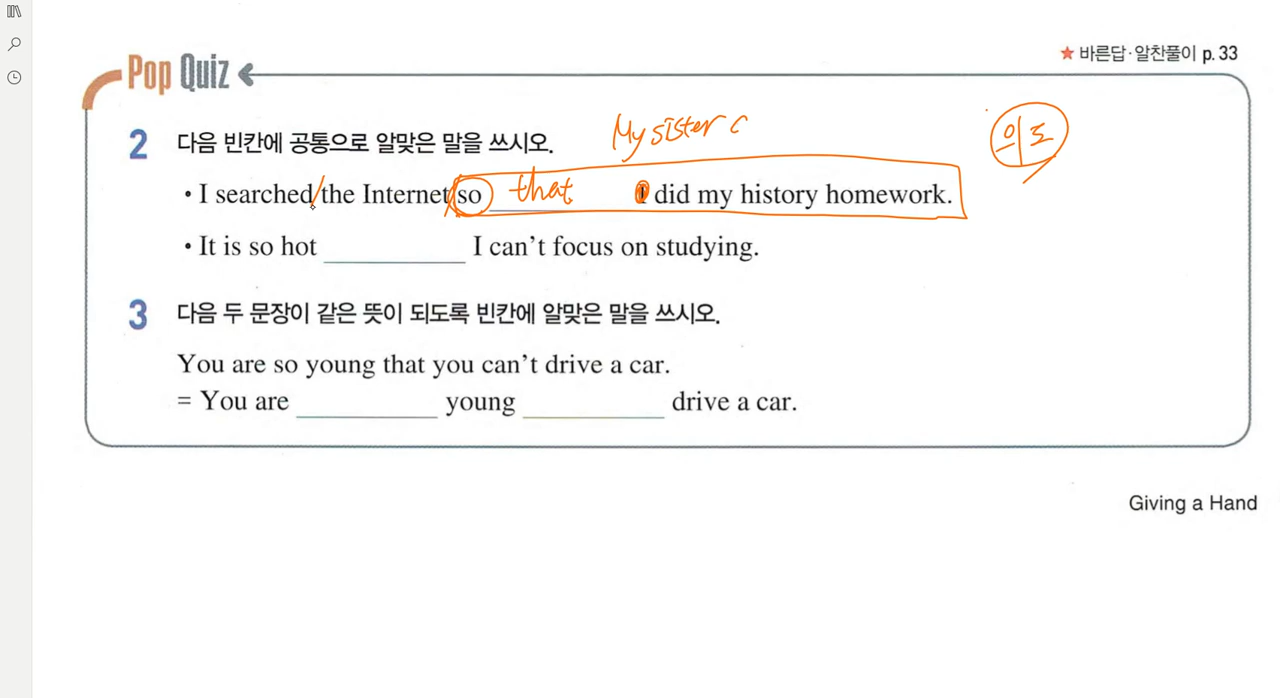 ★ 바른답·알찬풀이 p. 33
Pop Quiz
2 다음 빈칸에 공통으로 알맞은 말을 쓰시오.
My sister c
의도
• I searched the Internet so that I did my history homework.
• It is so hot ________ I can't focus on studying.
3 다음 두 문장이 같은 뜻이 되도록 빈칸에 알맞은 말을 쓰시오.
You are so young that you can't drive a car.
= You are ________ young ________ drive a car.
Giving a Hand